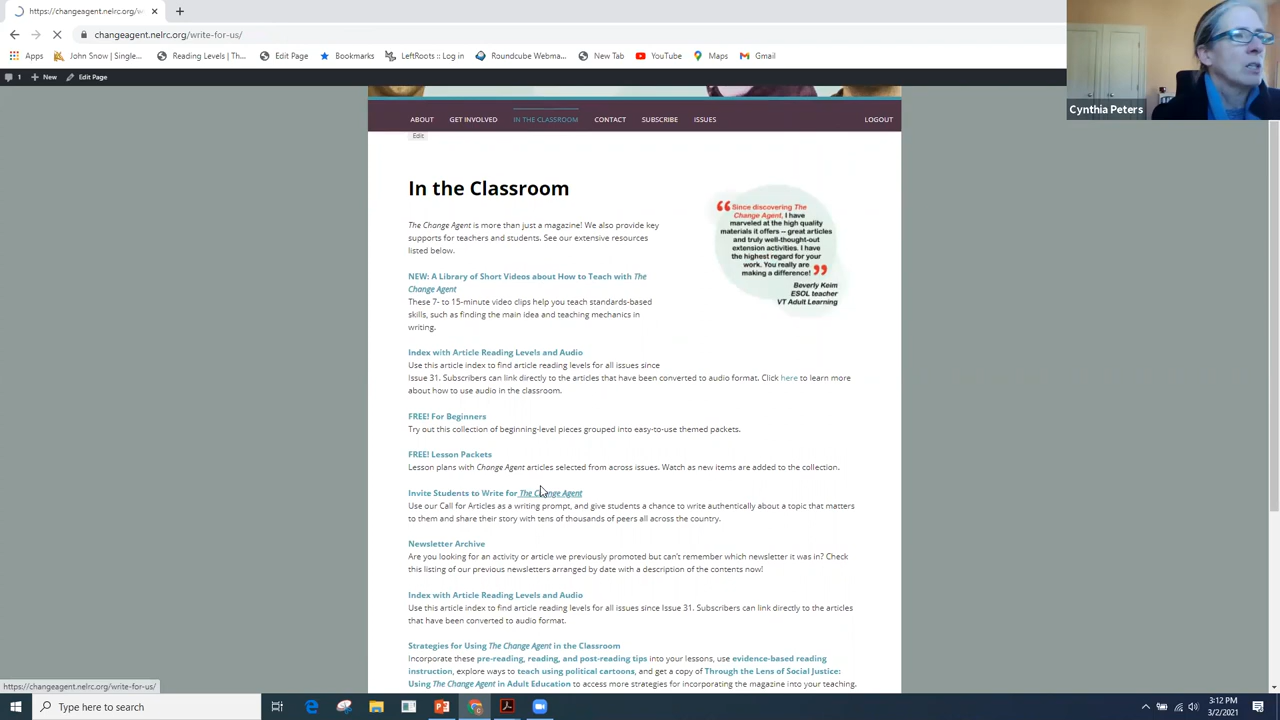 https://changeagent.nelrc.org/w
changeagent.nelrc.org/write-for-us/
Apps
John Snow | Single...
Reading Levels | Th...
Edit Page
Bookmarks
LeftRoots :: Log in
Roundcube Webma...
New Tab
YouTube
Maps
Gmail
1
New
Edit Page
Cynthia Peters
ABOUT
GET INVOLVED
IN THE CLASSROOM
CONTACT
SUBSCRIBE
ISSUES
LOGOUT
Edit
In the Classroom
The Change Agent is more than just a magazine! We also provide key
supports for teachers and students. See our extensive resources
listed below.
“ Since discovering The
Change Agent, I have
marveled at the high quality
materials it offers -- great articles
and truly well-thought-out
extension activities. I have
the highest regard for your
work. You really are
making a difference! ”
Beverly Keim
ESOL teacher
VT Adult Learning
NEW: A Library of Short Videos about How to Teach with The
Change Agent
These 7- to 15-minute video clips help you teach standards-based
skills, such as finding the main idea and teaching mechanics in
writing.
Index with Article Reading Levels and Audio
Use this article index to find article reading levels for all issues since
Issue 31. Subscribers can link directly to the articles that have been converted to audio format. Click here to learn more
about how to use audio in the classroom.
FREE! For Beginners
Try out this collection of beginning-level pieces grouped into easy-to-use themed packets.
FREE! Lesson Packets
Lesson plans with Change Agent articles selected from across issues. Watch as new items are added to the collection.
Invite Students to Write for The Change Agent
Use our Call for Articles as a writing prompt, and give students a chance to write authentically about a topic that matters
to them and share their story with tens of thousands of peers all across the country.
Newsletter Archive
Are you looking for an activity or article we previously promoted but can't remember which newsletter it was in? Check
this listing of our previous newsletters arranged by date with a description of the contents now!
Index with Article Reading Levels and Audio
Use this article index to find article reading levels for all issues since Issue 31. Subscribers can link directly to the articles
that have been converted to audio format.
Strategies for Using The Change Agent in the Classroom
Incorporate these pre-reading, reading, and post-reading tips into your lessons, use evidence-based reading
instruction, explore ways to teach using political cartoons, and get a copy of Through the Lens of Social Justice:
Using The Change Agent in Adult Education to access more strategies for incorporating the magazine into your teaching.
https://changeagent.nelrc.org/write-for-us/
Type here to search
3:12 PM
3/2/2021